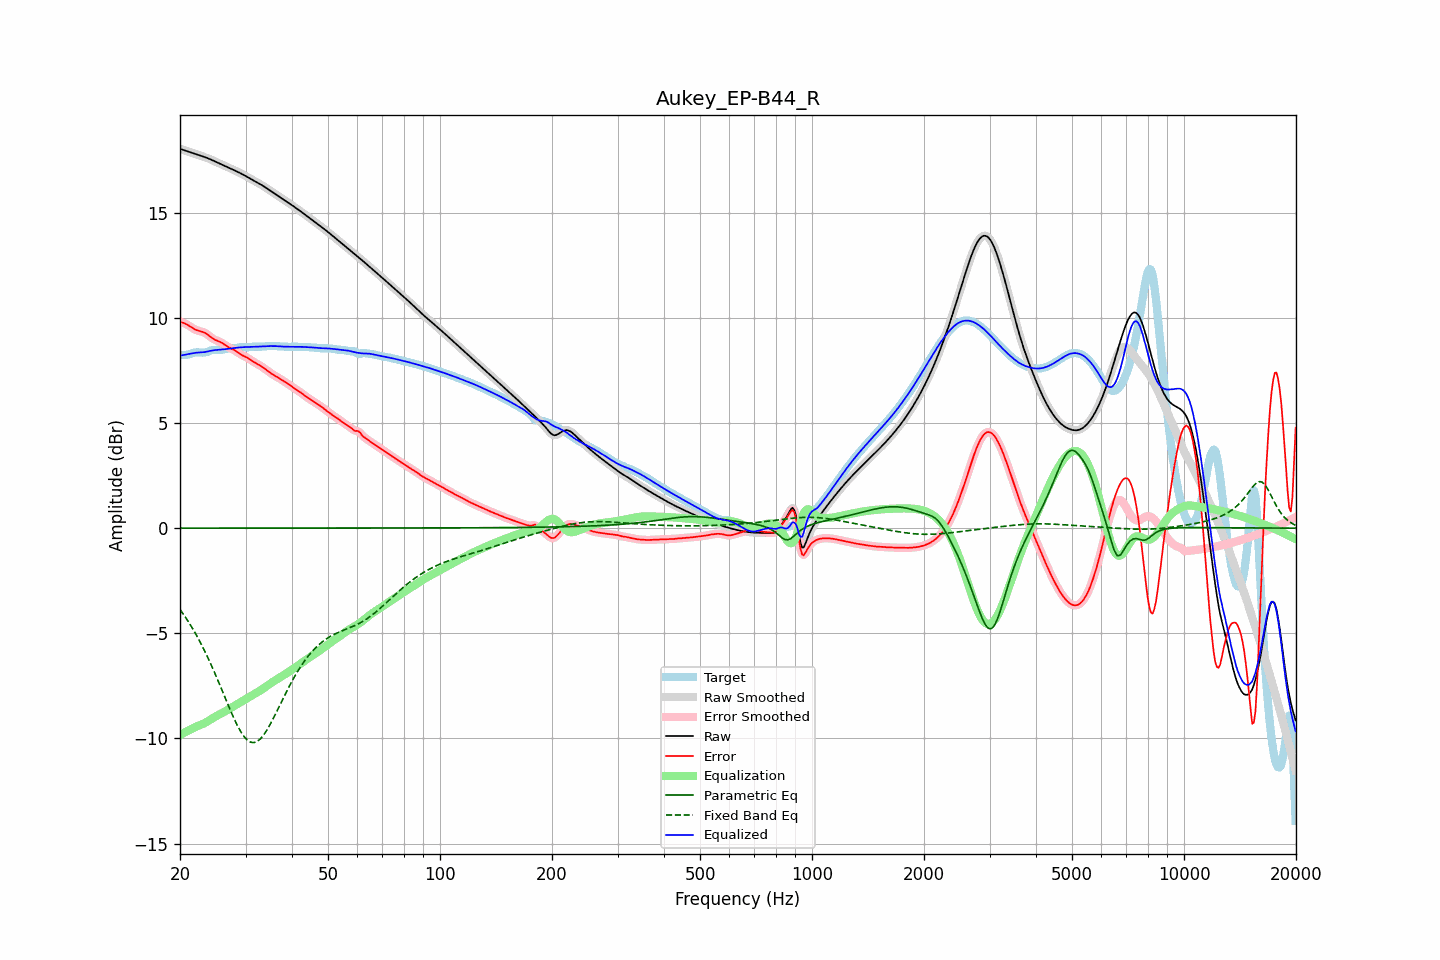 Aukey_EP-B44_R
Amplitude (dBr)
15
10
5
0
−5
−10
−15
Target
Raw Smoothed
Error Smoothed
Raw
Error
Equalization
Parametric Eq
Fixed Band Eq
Equalized
20 50 100 200 500 1000 2000 5000 10000 20000
Frequency (Hz)